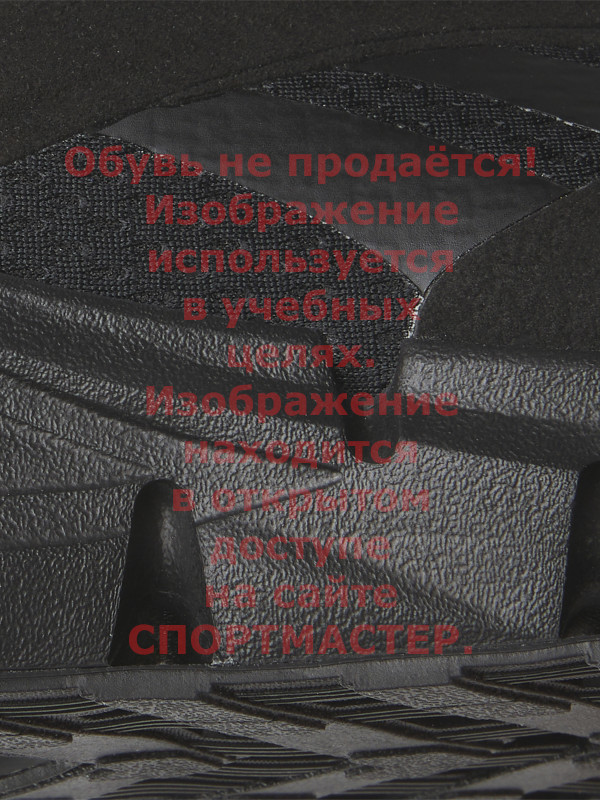 Обувь не продаётся!
Изображение
используется
в учебных
целях.
Изображение
находится
в открытом
доступе
на сайте
СПОРТМАСТЕР.